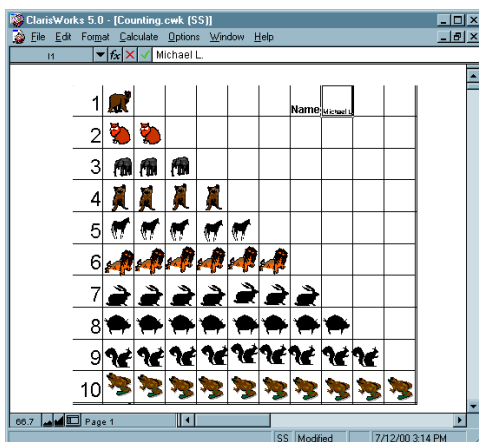 ClarisWorks 5.0 - [Counting.cwk (SS)]
File Edit Format Calculate Options Window Help
I1 fx Michael L.
1 Name Michael L
2
3
4
5
6
7
8
9
10
66.7 Page 1
SS Modified 7/12/00 3:14 PM